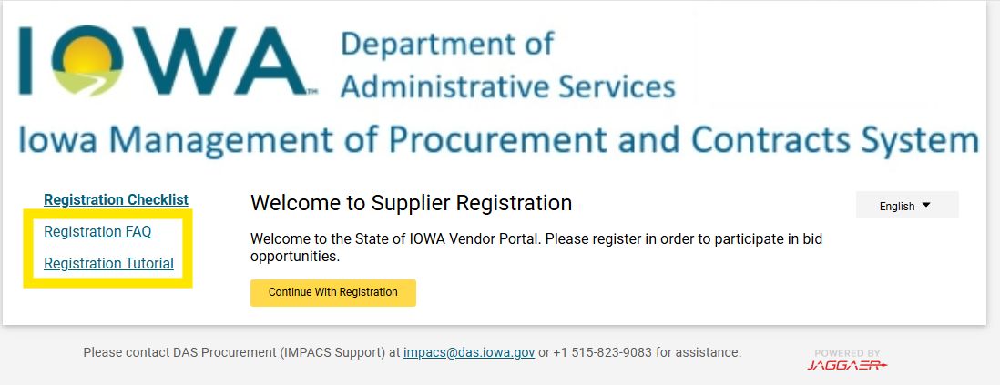 IOWA™
Department of
Administrative Services
Iowa Management of Procurement and Contracts System
Registration Checklist
Registration FAQ
Registration Tutorial
Welcome to Supplier Registration
English
Welcome to the State of IOWA Vendor Portal. Please register in order to participate in bid
opportunities.
Continue With Registration
Please contact DAS Procurement (IMPACS Support) at impacs@das.iowa.gov or +1 515-823-9083 for assistance.
POWERED BY
JAGGAER